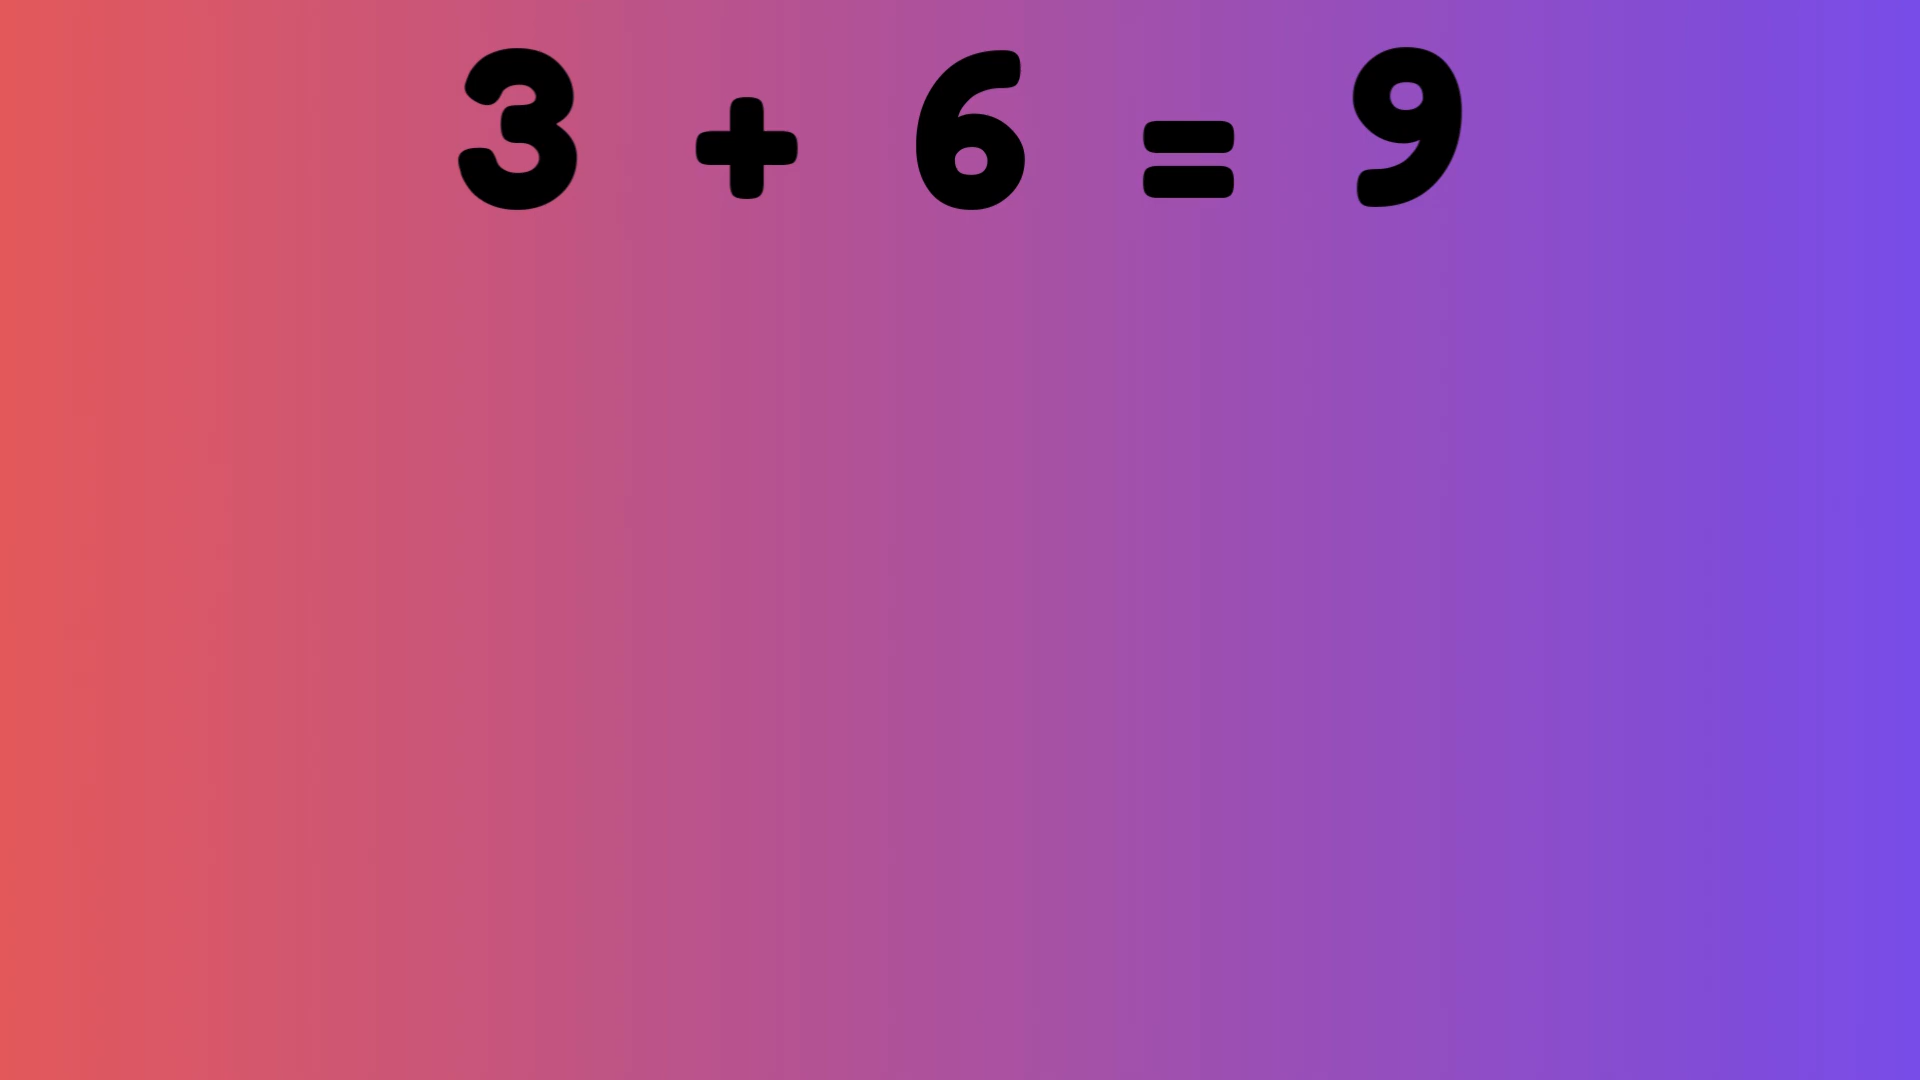 3 + 6 = 9